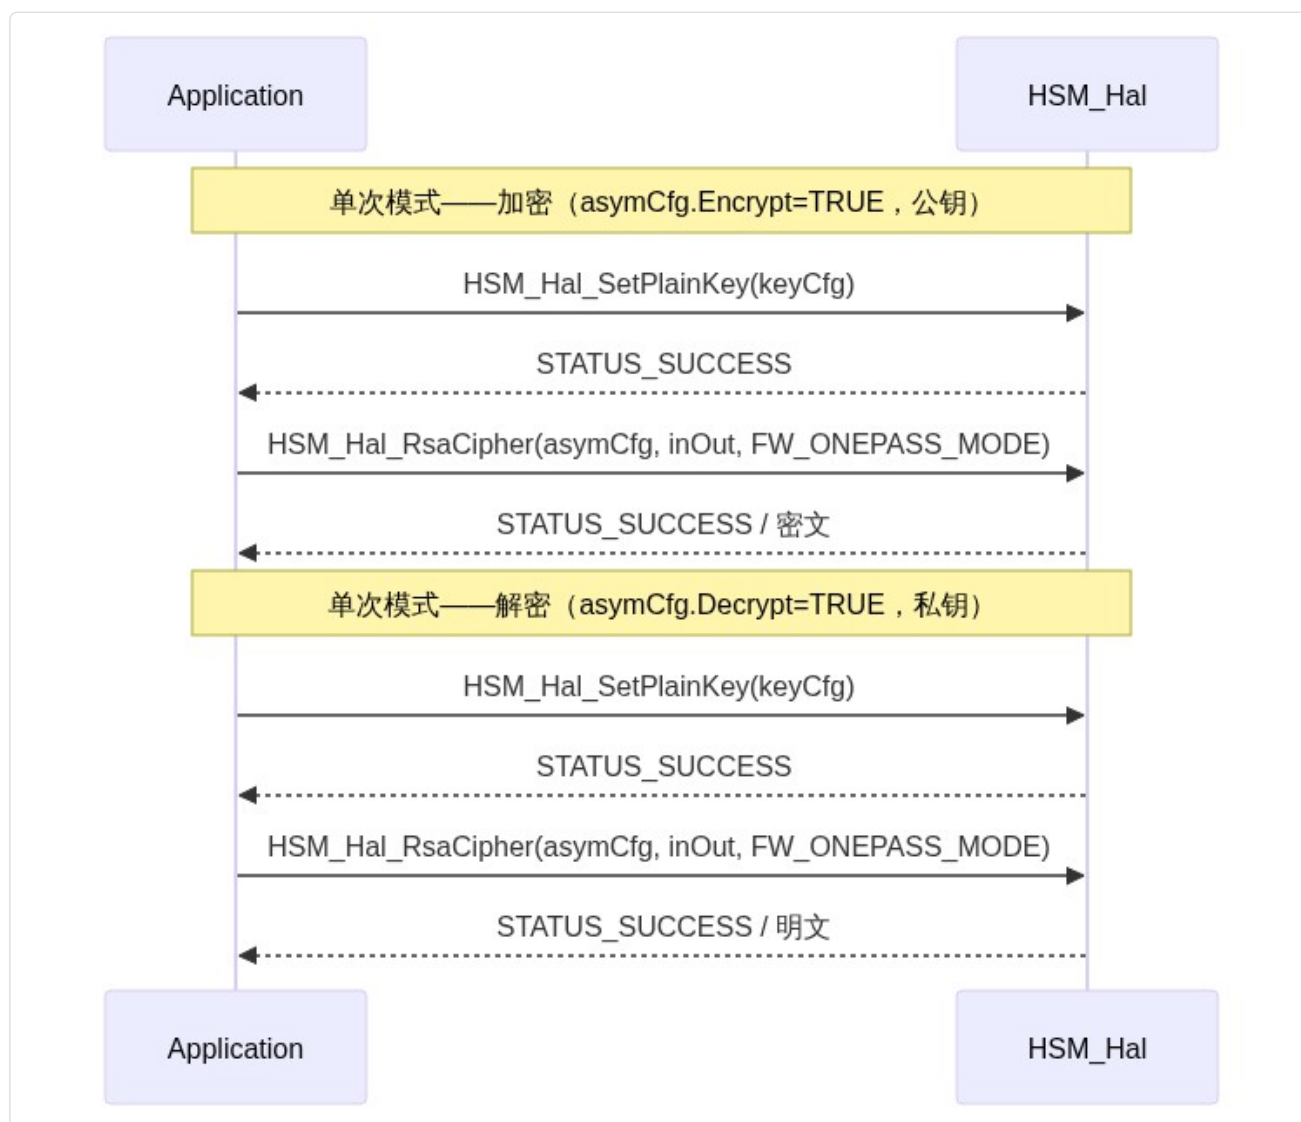 Application
HSM_Hal
单次模式——加密（asymCfg.Encrypt=TRUE，公钥）
HSM_Hal_SetPlainKey(keyCfg)
STATUS_SUCCESS
HSM_Hal_RsaCipher(asymCfg, inOut, FW_ONEPASS_MODE)
STATUS_SUCCESS / 密文
单次模式——解密（asymCfg.Decrypt=TRUE，私钥）
HSM_Hal_SetPlainKey(keyCfg)
STATUS_SUCCESS
HSM_Hal_RsaCipher(asymCfg, inOut, FW_ONEPASS_MODE)
STATUS_SUCCESS / 明文
Application
HSM_Hal